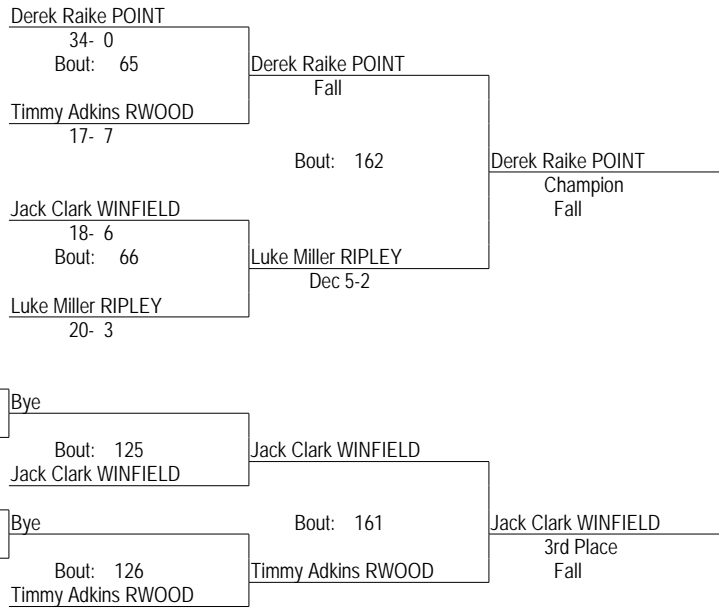 Derek Raike POINT
34- 0
Bout: 65
Derek Raike POINT
Fall
Timmy Adkins RWOOD
17- 7
Bout: 162
Derek Raike POINT
Champion
Fall
Jack Clark WINFIELD
18- 6
Bout: 66
Luke Miller RIPLEY
Dec 5-2
Luke Miller RIPLEY
20- 3
Bye
Bout: 125
Jack Clark WINFIELD
Jack Clark WINFIELD
Bye
Bout: 161
Jack Clark WINFIELD
3rd Place
Fall
Bout: 126
Timmy Adkins RWOOD
Timmy Adkins RWOOD